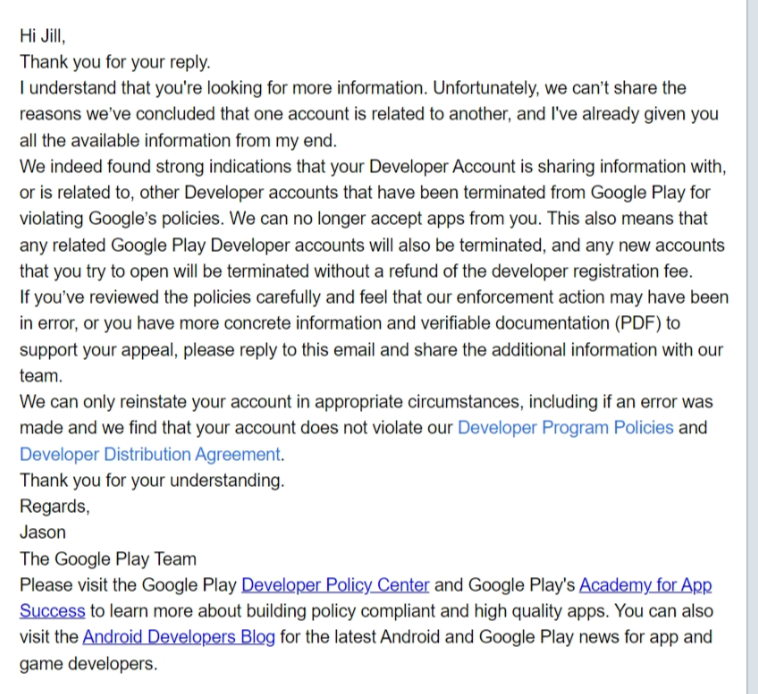 Hi Jill,
Thank you for your reply.
I understand that you're looking for more information. Unfortunately, we can't share the
reasons we've concluded that one account is related to another, and I've already given you
all the available information from my end.
We indeed found strong indications that your Developer Account is sharing information with,
or is related to, other Developer accounts that have been terminated from Google Play for
violating Google's policies. We can no longer accept apps from you. This also means that
any related Google Play Developer accounts will also be terminated, and any new accounts
that you try to open will be terminated without a refund of the developer registration fee.
If you've reviewed the policies carefully and feel that our enforcement action may have been
in error, or you have more concrete information and verifiable documentation (PDF) to
support your appeal, please reply to this email and share the additional information with our
team.
We can only reinstate your account in appropriate circumstances, including if an error was
made and we find that your account does not violate our Developer Program Policies and
Developer Distribution Agreement.
Thank you for your understanding.
Regards,
Jason
The Google Play Team
Please visit the Google Play Developer Policy Center and Google Play's Academy for App
Success to learn more about building policy compliant and high quality apps. You can also
visit the Android Developers Blog for the latest Android and Google Play news for app and
game developers.